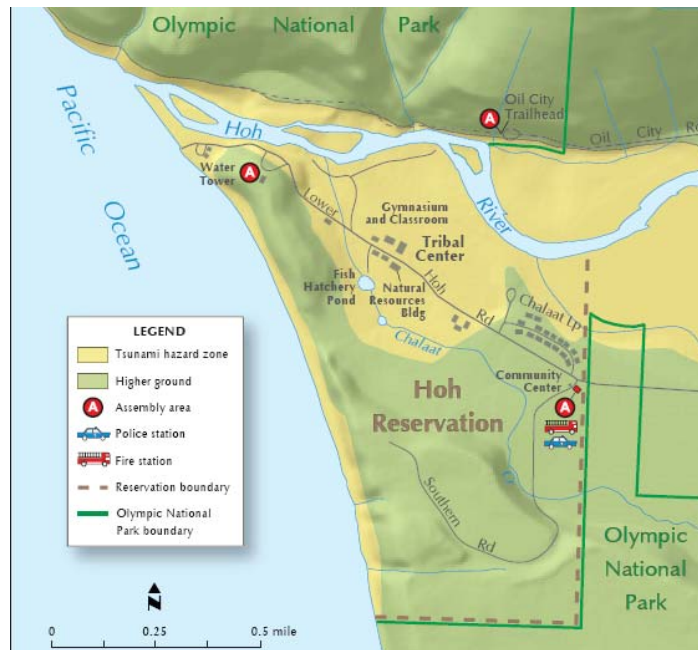 Olympic National Park
Pacific
Ocean
Hoh
River
A
Oil City
Trailhead
Oil City
Water
Tower
A
Lower
Hoh
Rd
Gymnasium
and Classroom
Tribal
Center
Fish
Hatchery
Pond
Natural
Resources
Bldg
Chalaat Lp
Chalaat
Cr
Community
Center
A
Hoh
Reservation
Southern
Rd
Olympic
National
Park
LEGEND
Tsunami hazard zone
Higher ground
A Assembly area
Police station
Fire station
Reservation boundary
Olympic National
Park boundary
N
0 0.25 0.5 mile